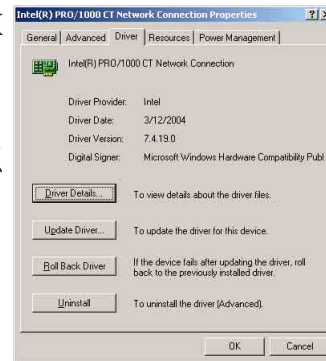 Intel(R) PRO/1000 CT Network Connection Properties
General Advanced Driver Resources Power Management
Intel(R) PRO/1000 CT Network Connection
Driver Provider: Intel
Driver Date: 3/12/2004
Driver Version: 7.4.19.0
Digital Signer: Microsoft Windows Hardware Compatibility Publ
Driver Details... To view details about the driver files.
Update Driver... To update the driver for this device.
Roll Back Driver If the device fails after updating the driver, roll
back to the previously installed driver.
Uninstall To uninstall the driver (Advanced).
OK Cancel